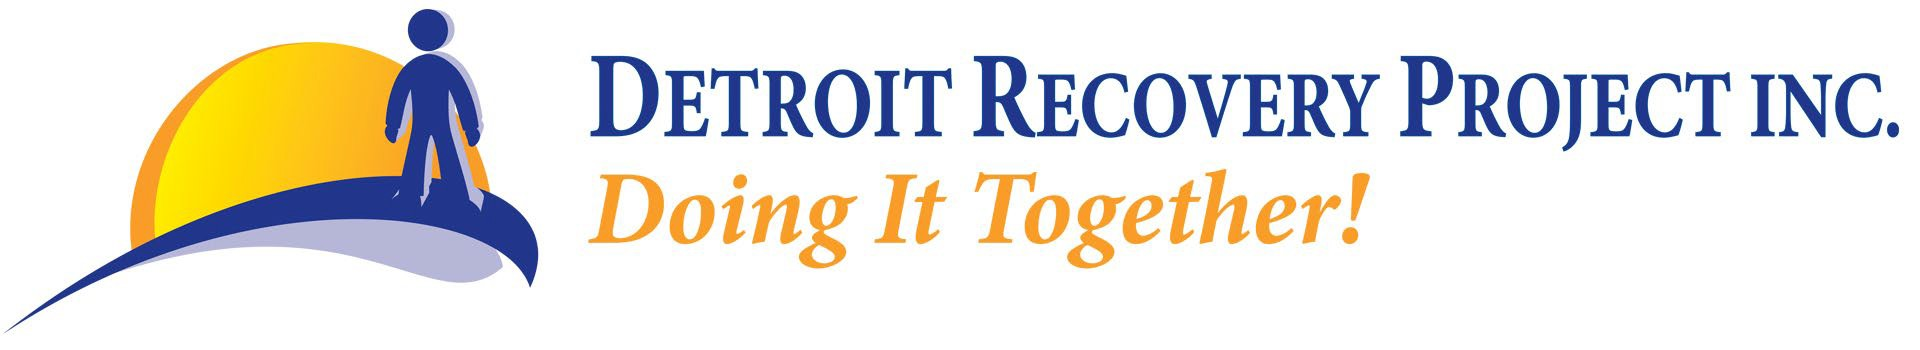 DETROIT RECOVERY PROJECT INC.
Doing It Together!